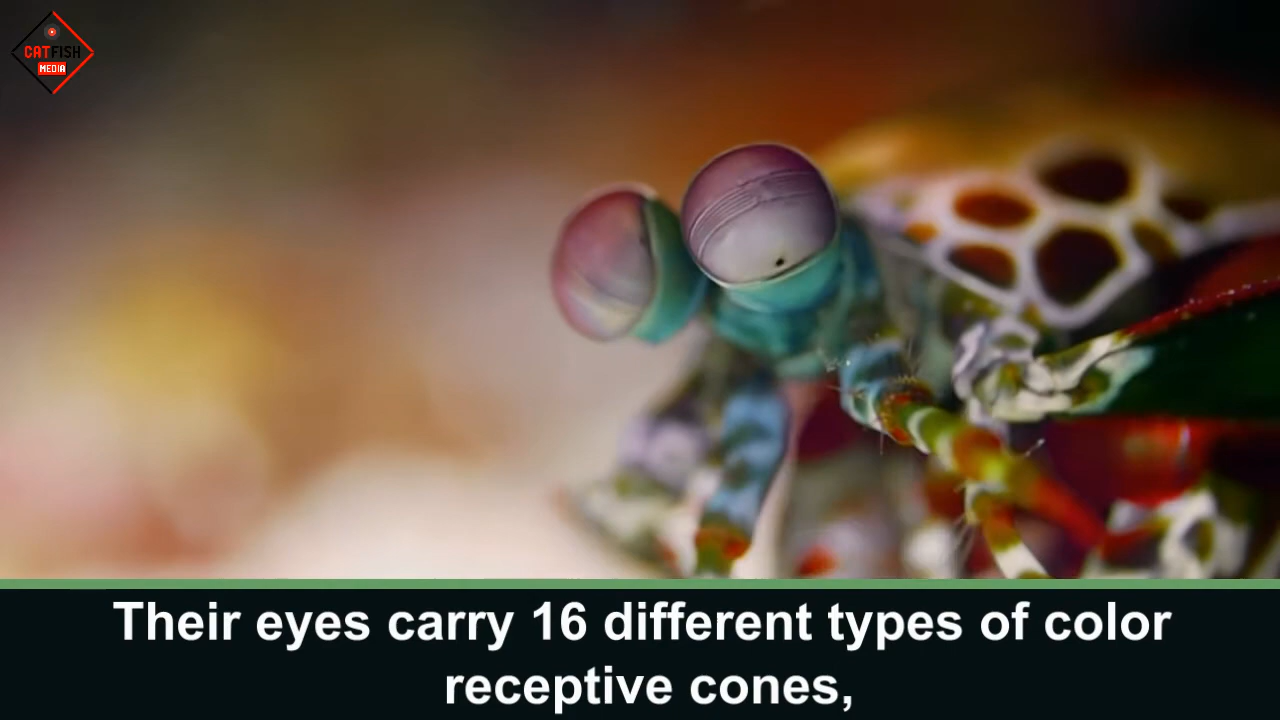 CATFISH
MEDIA
Their eyes carry 16 different types of color
receptive cones,